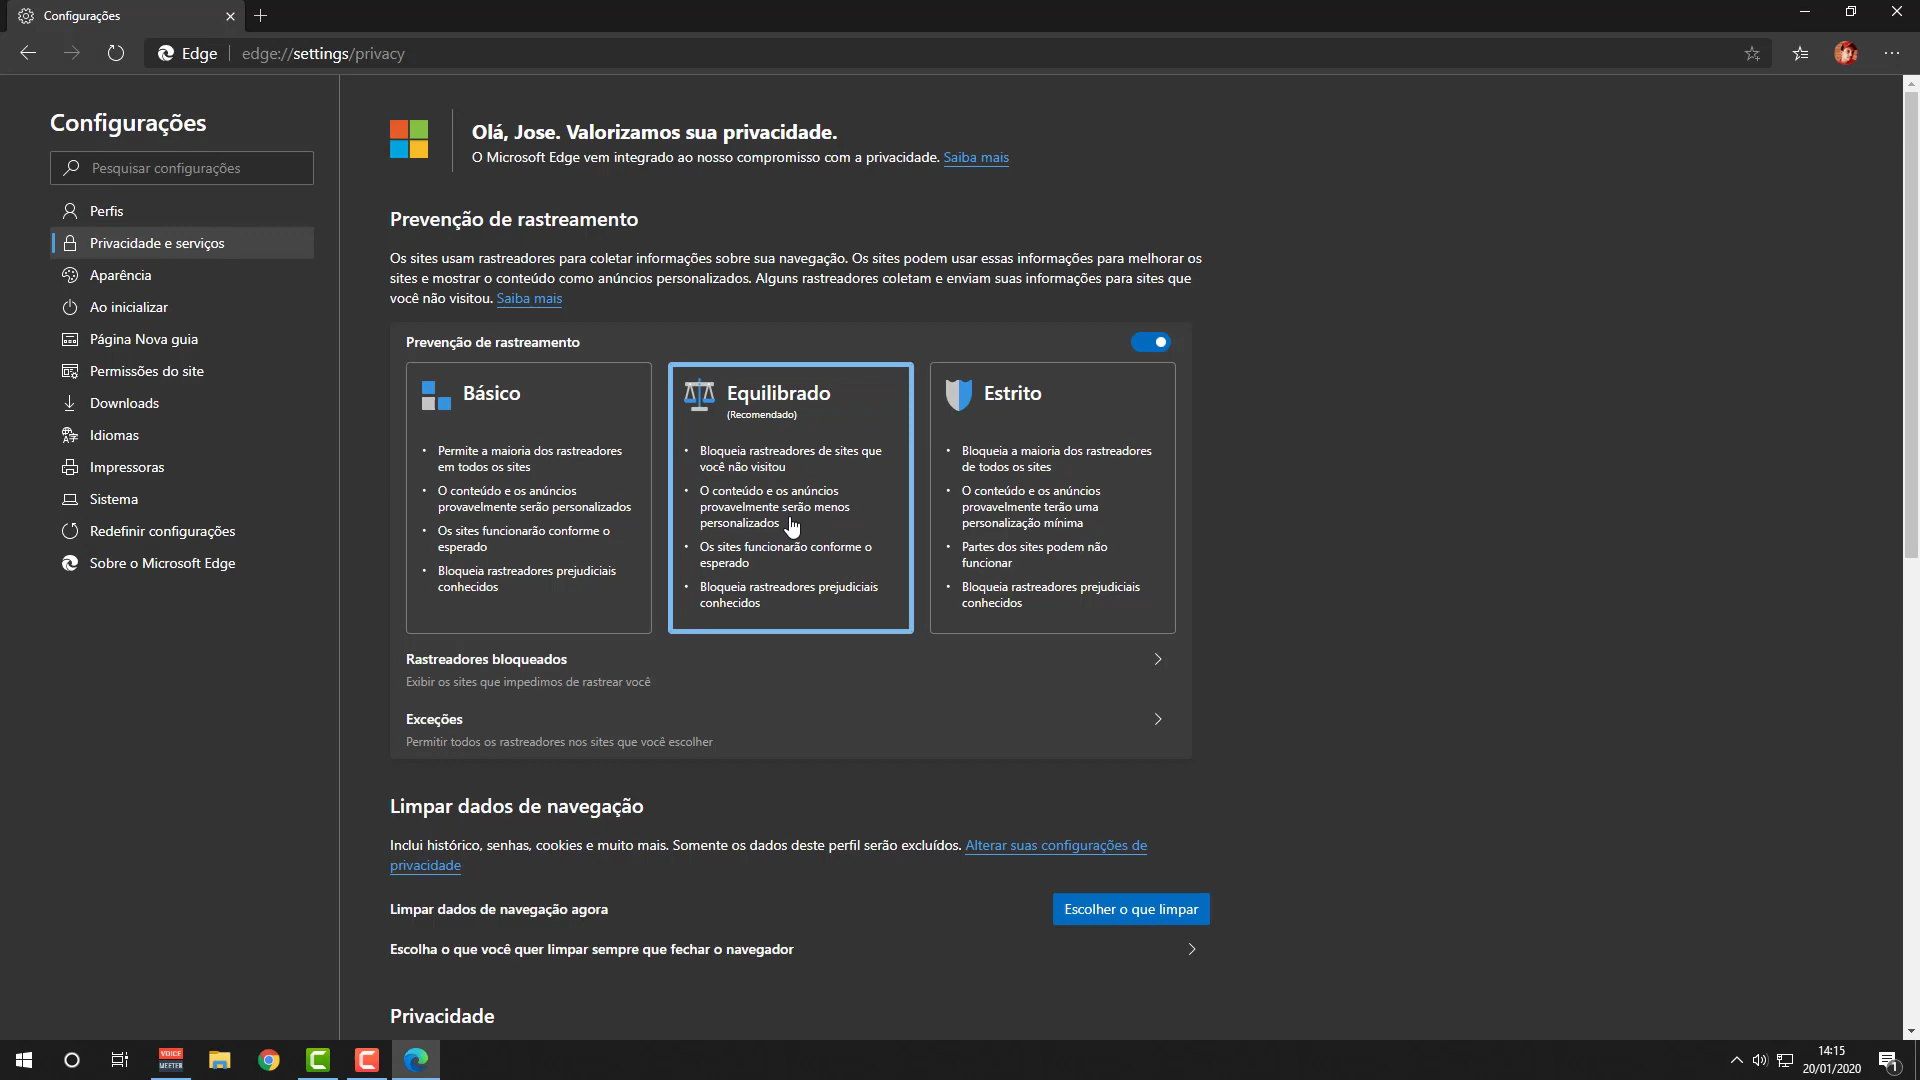 Configurações
Edge
edge://settings/privacy
Configurações
Pesquisar configurações
Perfis
Privacidade e serviços
Aparência
Ao inicializar
Página Nova guia
Permissões do site
Downloads
Idiomas
Impressoras
Sistema
Redefinir configurações
Sobre o Microsoft Edge
Olá, Jose. Valorizamos sua privacidade.
O Microsoft Edge vem integrado ao nosso compromisso com a privacidade. Saiba mais
Prevenção de rastreamento
Os sites usam rastreadores para coletar informações sobre sua navegação. Os sites podem usar essas informações para melhorar os
sites e mostrar o conteúdo como anúncios personalizados. Alguns rastreadores coletam e enviam suas informações para sites que
você não visitou. Saiba mais
Prevenção de rastreamento
Básico
• Permite a maioria dos rastreadores
em todos os sites
• O conteúdo e os anúncios
provavelmente serão personalizados
• Os sites funcionarão conforme o
esperado
• Bloqueia rastreadores prejudiciais
conhecidos
Equilibrado
(Recomendado)
• Bloqueia rastreadores de sites que
você não visitou
• O conteúdo e os anúncios
provavelmente serão menos
personalizados
• Os sites funcionarão conforme o
esperado
• Bloqueia rastreadores prejudiciais
conhecidos
Estrito
• Bloqueia a maioria dos rastreadores
de todos os sites
• O conteúdo e os anúncios
provavelmente terão uma
personalização mínima
• Partes dos sites podem não
funcionar
• Bloqueia rastreadores prejudiciais
conhecidos
Rastreadores bloqueados
Exibir os sites que impedimos de rastrear você
Exceções
Permitir todos os rastreadores nos sites que você escolher
Limpar dados de navegação
Inclui histórico, senhas, cookies e muito mais. Somente os dados deste perfil serão excluídos. Alterar suas configurações de
privacidade
Limpar dados de navegação agora
Escolher o que limpar
Escolha o que você quer limpar sempre que fechar o navegador
Privacidade
VOICE
MEETER
14:15
20/01/2020
1